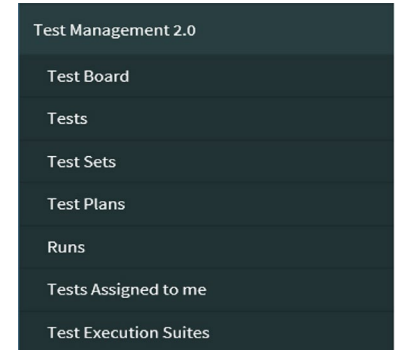 Test Management 2.0
Test Board
Tests
Test Sets
Test Plans
Runs
Tests Assigned to me
Test Execution Suites